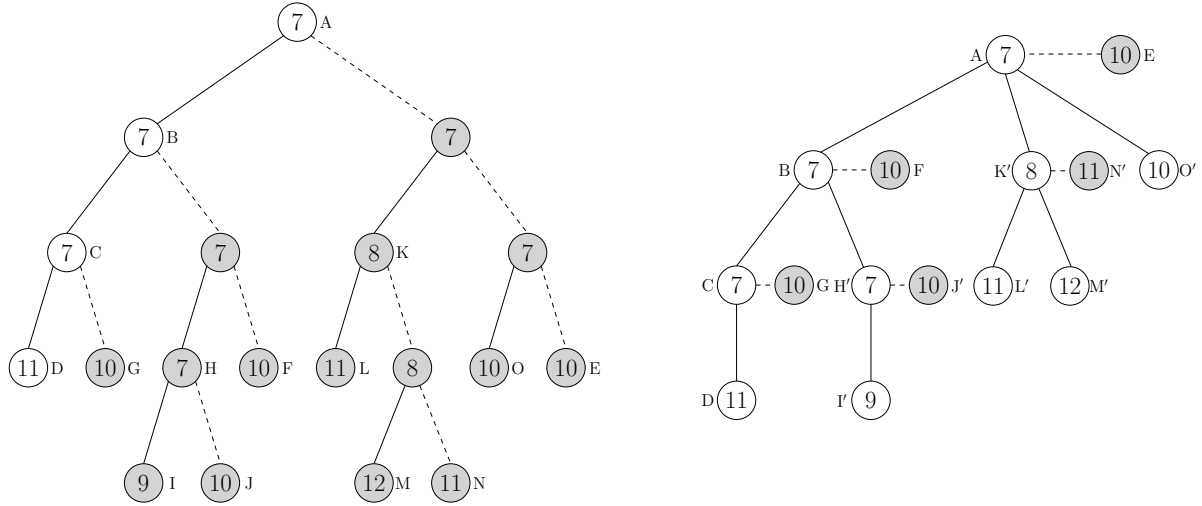 7 A
7 B
7
7 C
7
8 K
7
11 D
10 G
7 H
10 F
11 L
8
10 O
10 E
9 I
10 J
12 M
11 N
A 7
10 E
B 7
10 F
K′ 8
11 N′
10 O′
C 7
10 G
H′ 7
10 J′
11 L′
12 M′
D 11
I′ 9